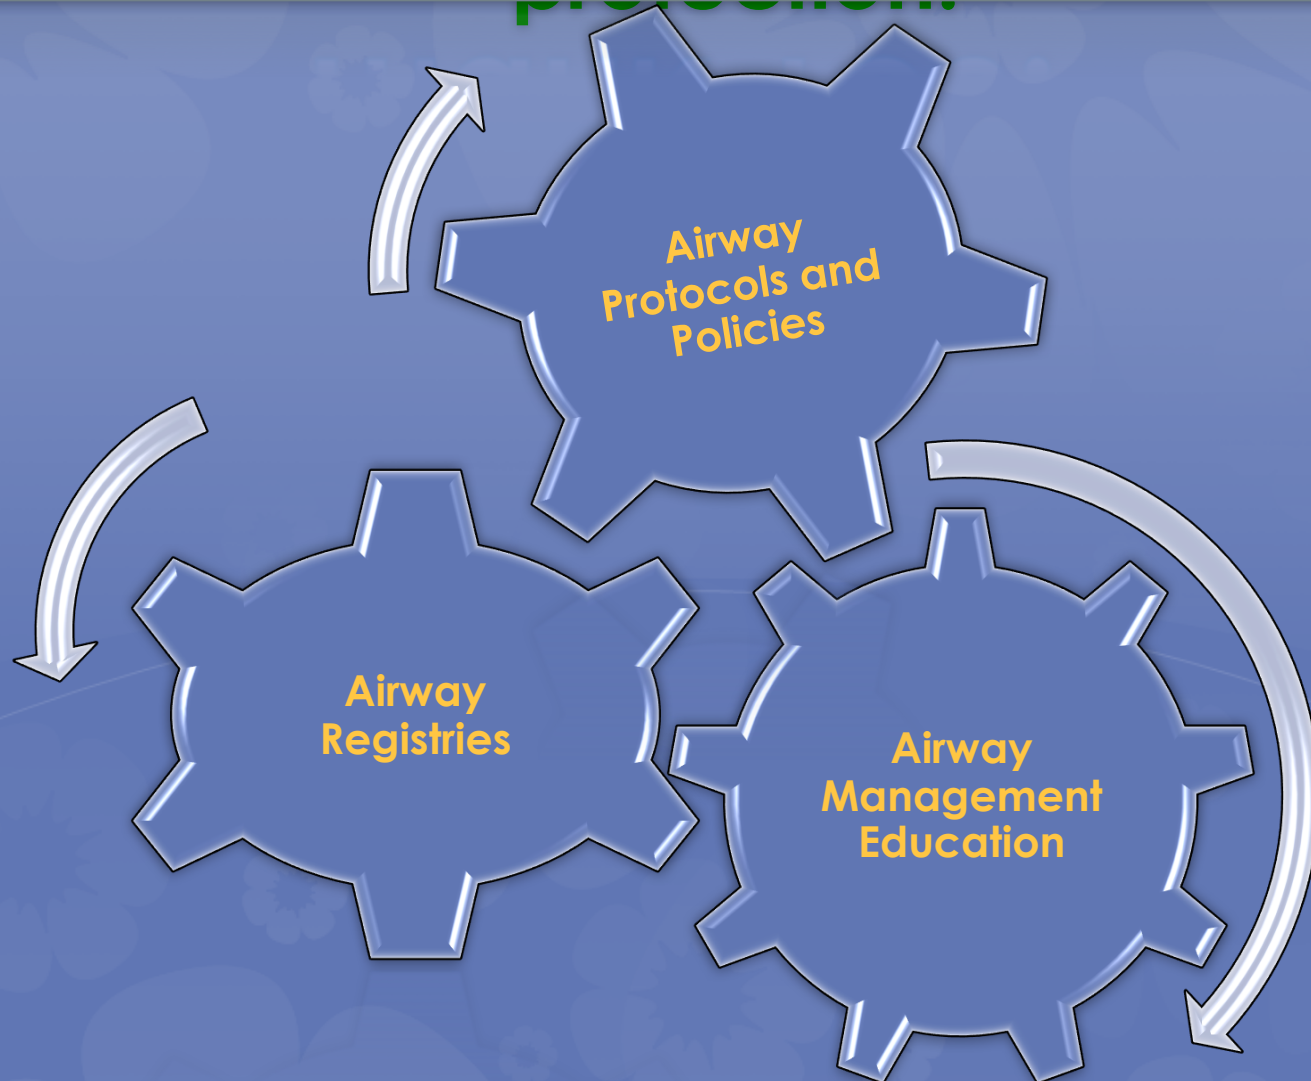 Airway
Protocols and
Policies
Airway
Registries
Airway
Management
Education